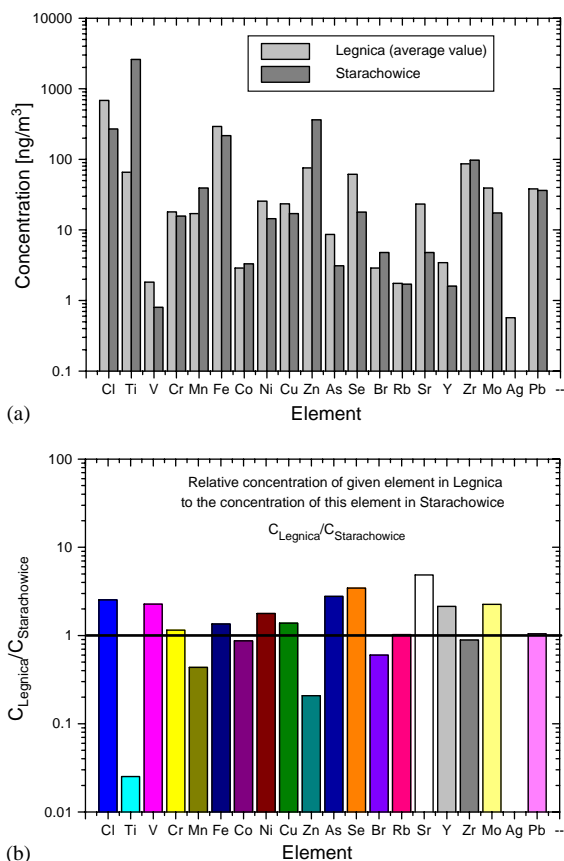 10000
1000
100
10
1
0.1
Concentration [ng/m³]
Legnica (average value)
Starachowice
Cl Ti V Cr Mn Fe Co Ni Cu Zn As Se Br Rb Sr Y Zr Mo Ag Pb --
(a)
Element
100
10
1
0.1
0.01
C_Legnica/C_Starachowice
Relative concentration of given element in Legnica
to the concentration of this element in Starachowice
C_Legnica/C_Starachowice
Cl Ti V Cr Mn Fe Co Ni Cu Zn As Se Br Rb Sr Y Zr Mo Ag Pb --
(b)
Element